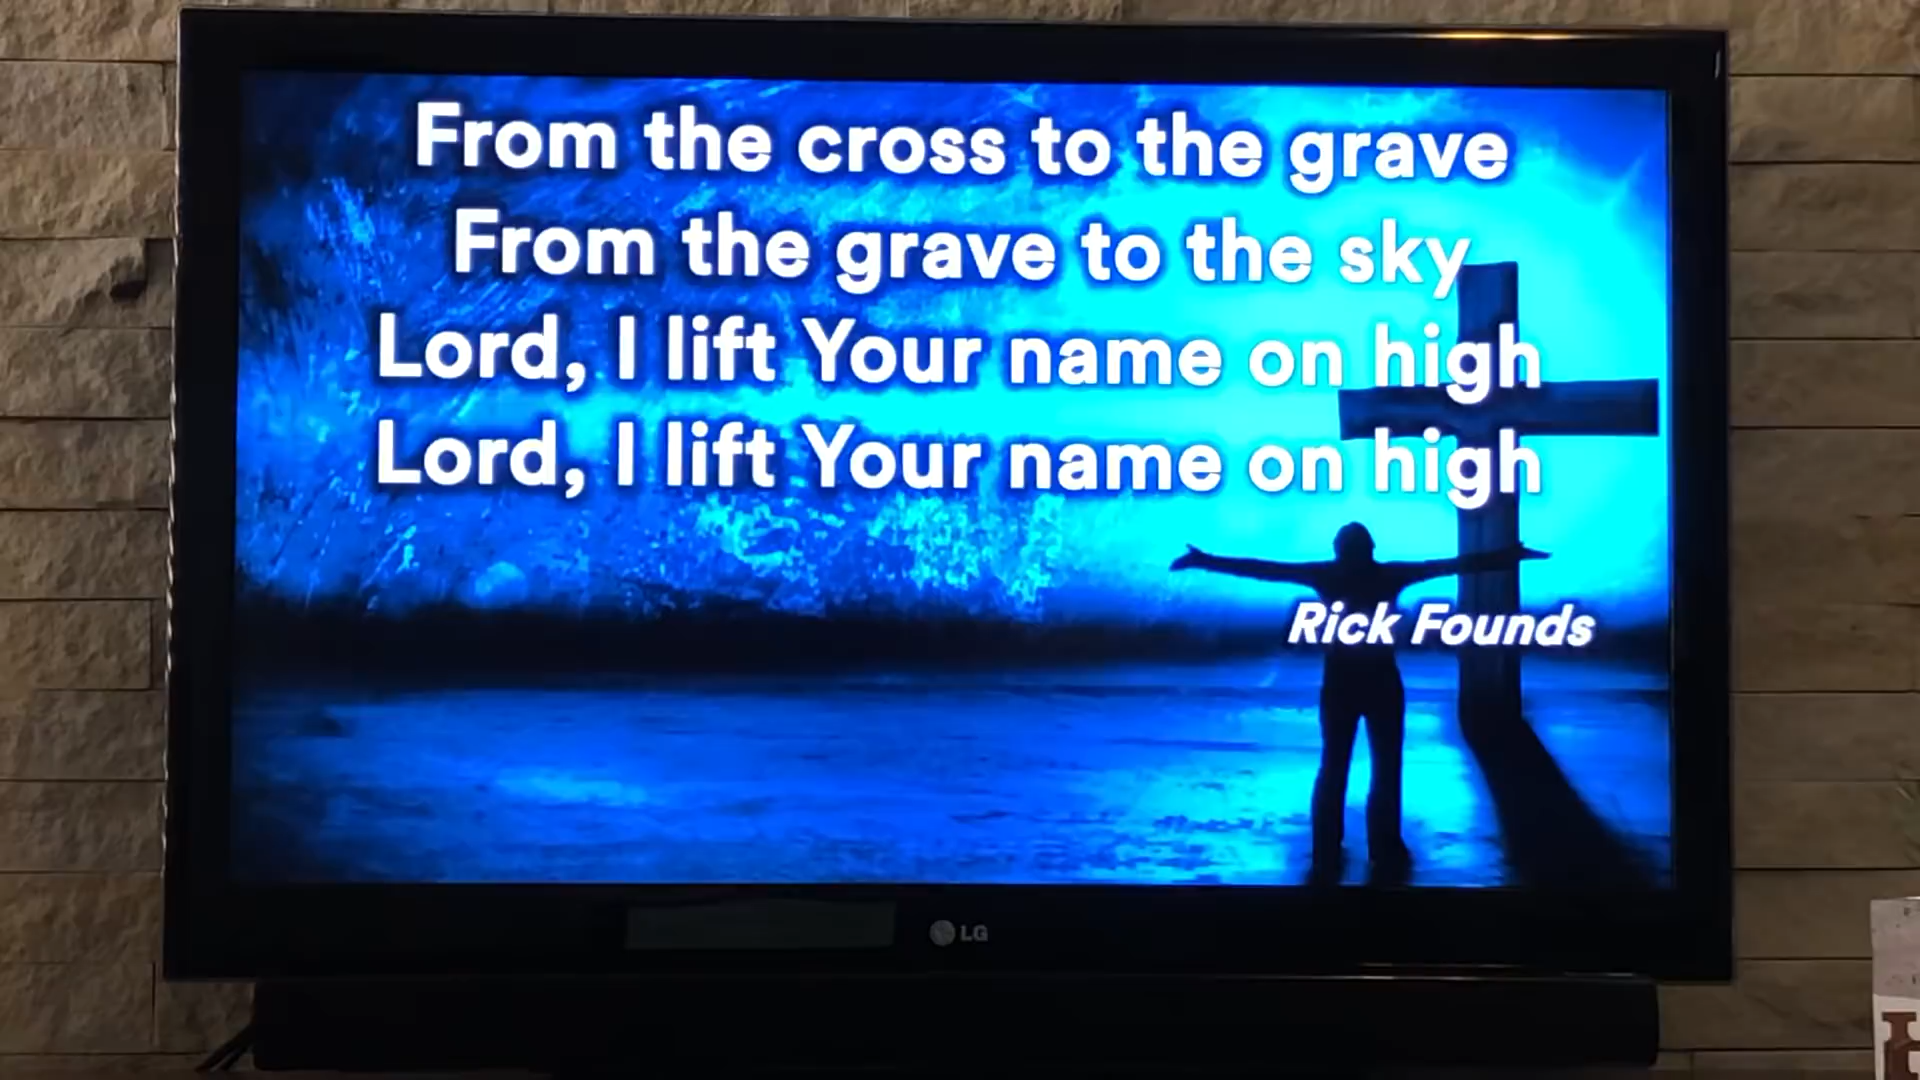 From the cross to the grave
From the grave to the sky
Lord, I lift Your name on high
Lord, I lift Your name on high
Rick Founds
LG